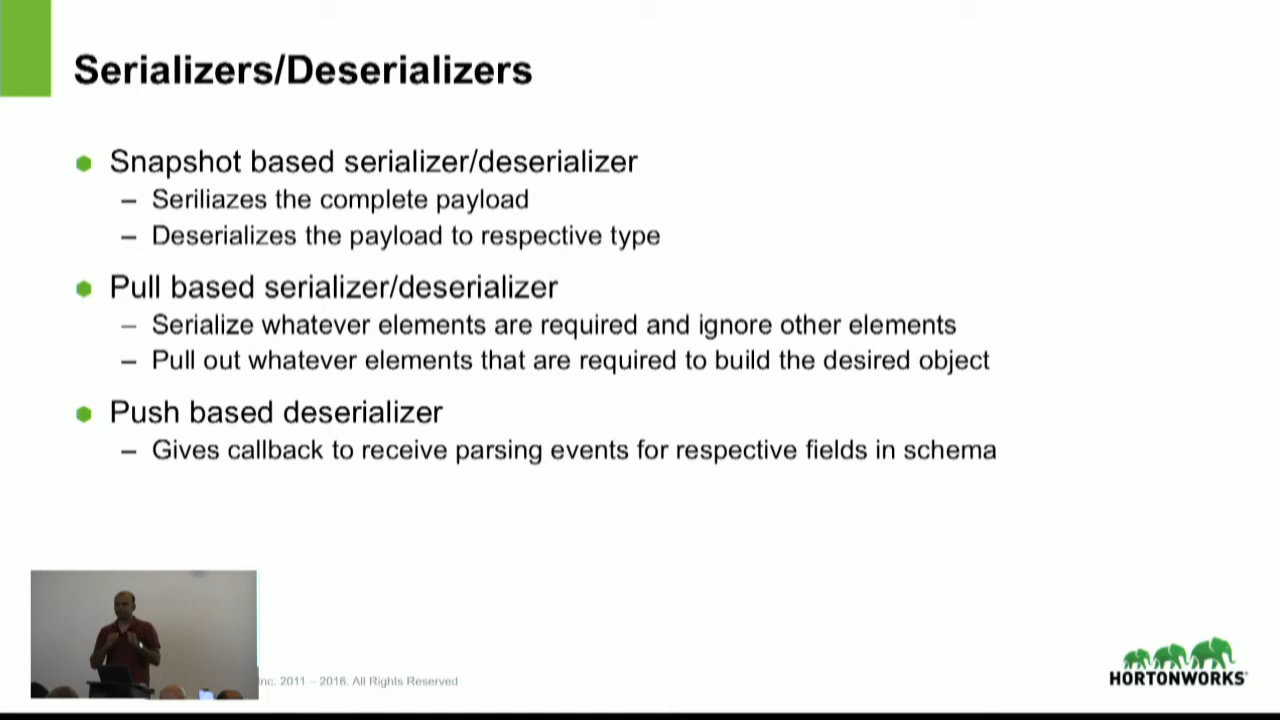 Serializers/Deserializers
Snapshot based serializer/deserializer
– Seriliazes the complete payload
– Deserializes the payload to respective type
Pull based serializer/deserializer
– Serialize whatever elements are required and ignore other elements
– Pull out whatever elements that are required to build the desired object
Push based deserializer
– Gives callback to receive parsing events for respective fields in schema
Inc. 2011 – 2016. All Rights Reserved
HORTONWORKS